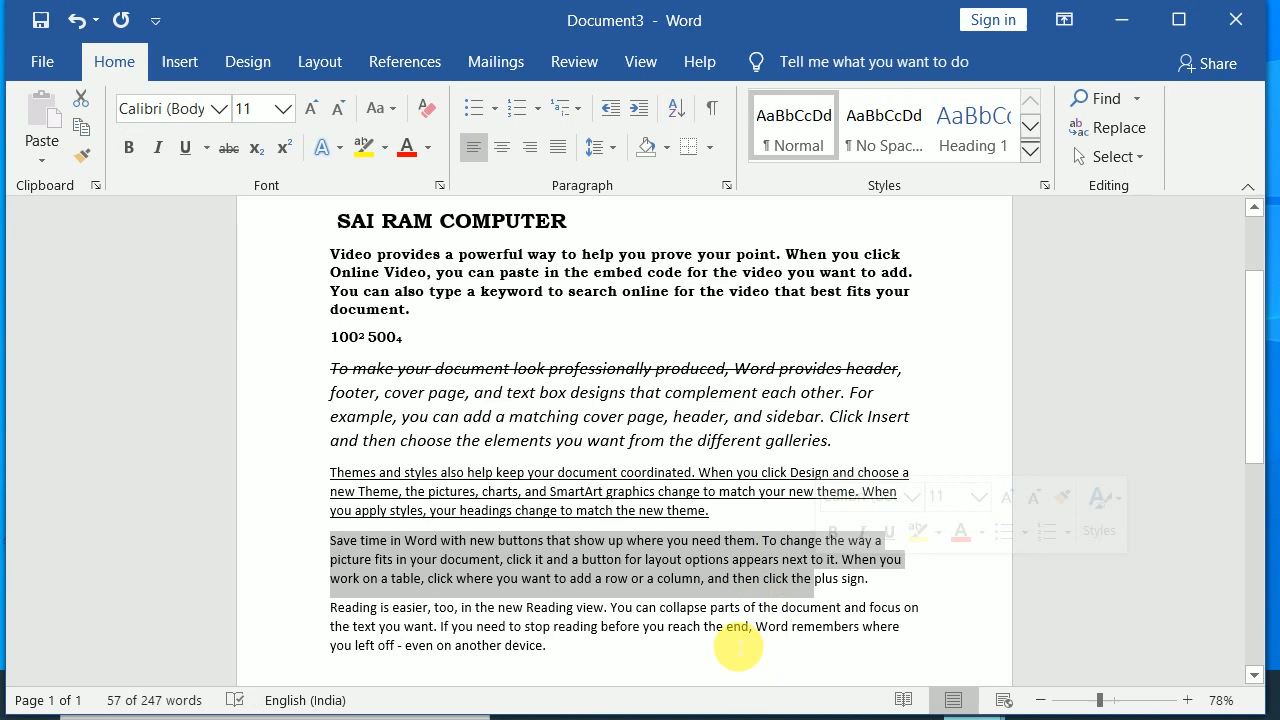 Document3 - Word
Sign in
File Home Insert Design Layout References Mailings Review View Help Tell me what you want to do Share
Paste
Calibri (Body 11 Aa
AaBbCcDd AaBbCcDd AaBbCc
¶ Normal ¶ No Spac... Heading 1
Find
Replace
Select
B I U abc x₂ x² A A
Clipboard Font Paragraph Styles Editing
SAI RAM COMPUTER
Video provides a powerful way to help you prove your point. When you click
Online Video, you can paste in the embed code for the video you want to add.
You can also type a keyword to search online for the video that best fits your
document.
100² 500₄
To make your document look professionally produced, Word provides header,
footer, cover page, and text box designs that complement each other. For
example, you can add a matching cover page, header, and sidebar. Click Insert
and then choose the elements you want from the different galleries.
Themes and styles also help keep your document coordinated. When you click Design and choose a
new Theme, the pictures, charts, and SmartArt graphics change to match your new theme. When
you apply styles, your headings change to match the new theme.
11
Styles
Save time in Word with new buttons that show up where you need them. To change the way a
picture fits in your document, click it and a button for layout options appears next to it. When you
work on a table, click where you want to add a row or a column, and then click the plus sign.
Reading is easier, too, in the new Reading view. You can collapse parts of the document and focus on
the text you want. If you need to stop reading before you reach the end, Word remembers where
you left off - even on another device.
Page 1 of 1 57 of 247 words English (India) 78%